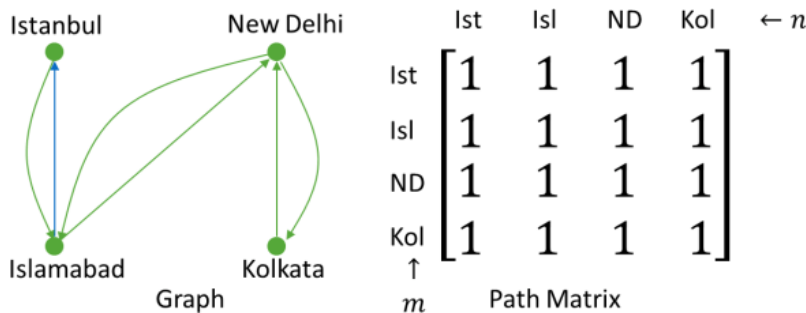 Istanbul
New Delhi
Islamabad
Kolkata
Graph
Ist Isl ND Kol ← n
Ist 1 1 1 1
Isl 1 1 1 1
ND 1 1 1 1
Kol 1 1 1 1
↑
m
Path Matrix